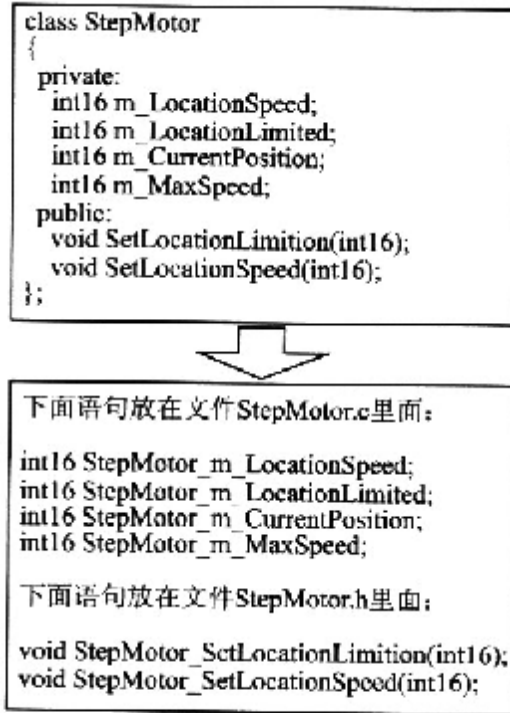 class StepMotor
{
private:
int16 m_LocationSpeed;
int16 m_LocationLimited;
int16 m_CurrentPosition;
int16 m_MaxSpeed;
public:
void SetLocationLimition(int16);
void SetLocationSpeed(int16);
};
下面语句放在文件StepMotor.c里面：
int16 StepMotor_m_LocationSpeed;
int16 StepMotor_m_LocationLimited;
int16 StepMotor_m_CurrentPosition;
int16 StepMotor_m_MaxSpeed;
下面语句放在文件StepMotor.h里面：
void StepMotor_SetLocationLimition(int16);
void StepMotor_SetLocationSpeed(int16);